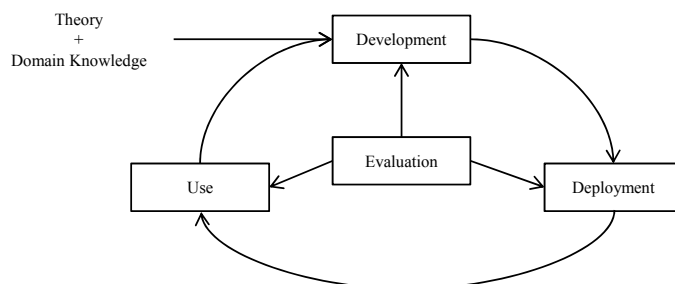 Theory
+
Domain Knowledge
Development
Evaluation
Use
Deployment